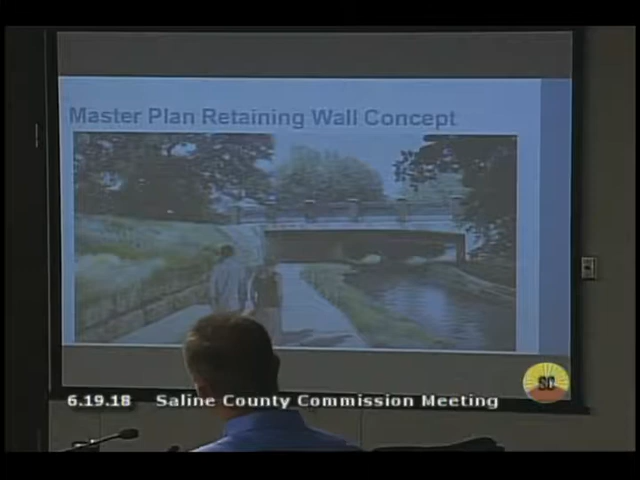 Master Plan Retaining Wall Concept
SC
6.19.18 Saline County Commission Meeting